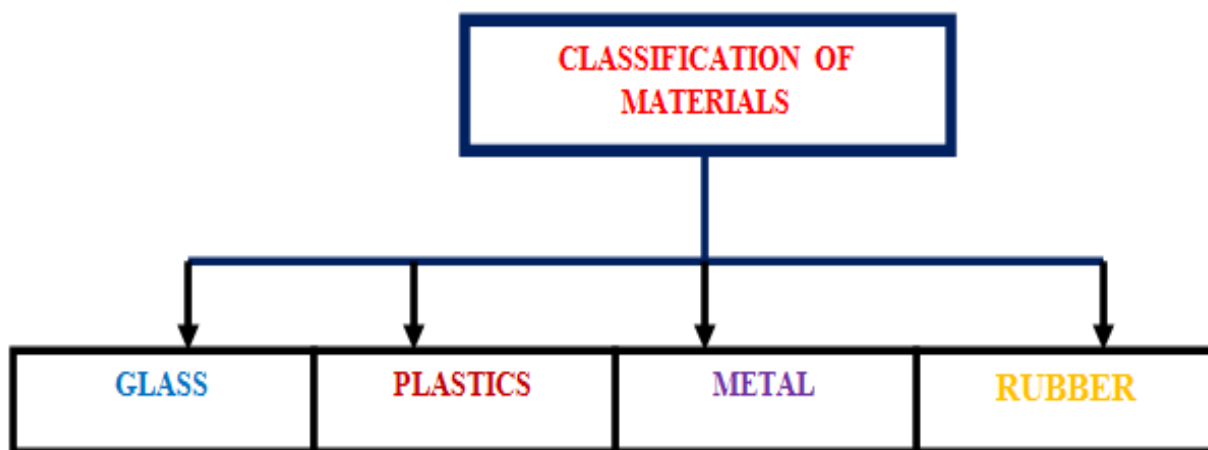 CLASSIFICATION OF
MATERIALS
GLASS
PLASTICS
METAL
RUBBER